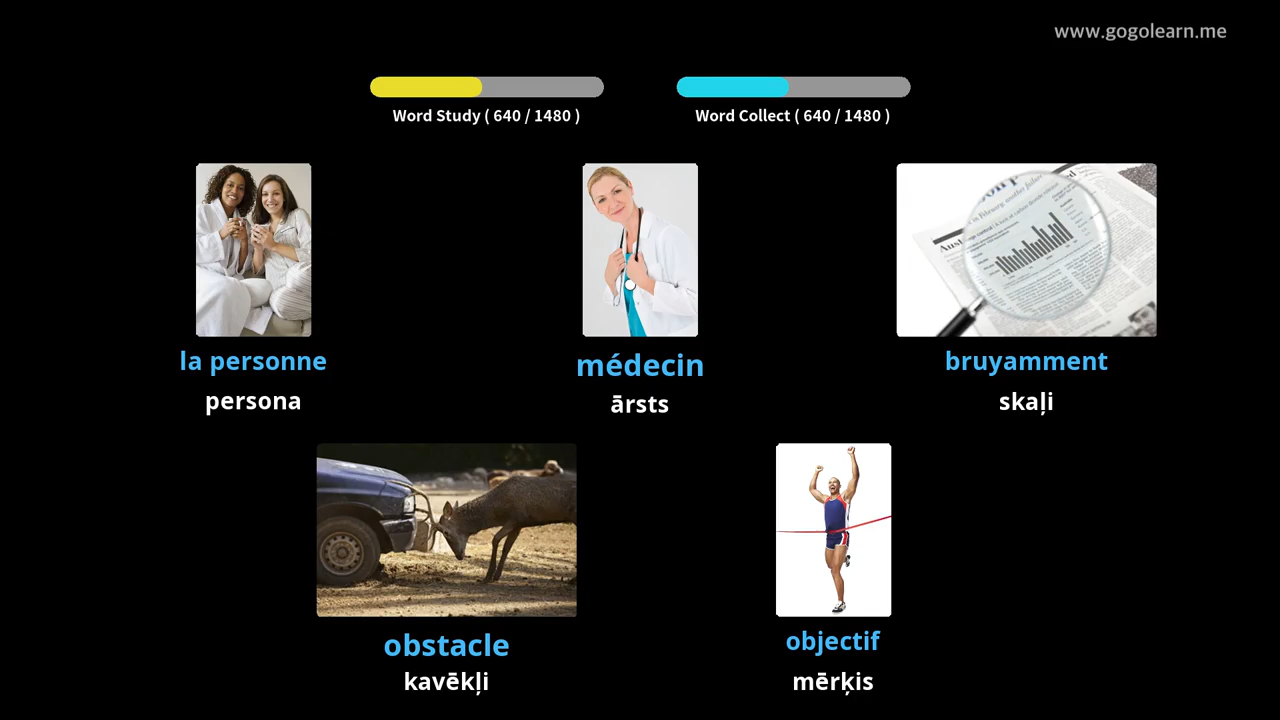 www.gogolearn.me
Word Study ( 640 / 1480 )
Word Collect ( 640 / 1480 )
la personne
persona
médecin
ārsts
bruyamment
skaļi
obstacle
kavēkļi
objectif
mērķis